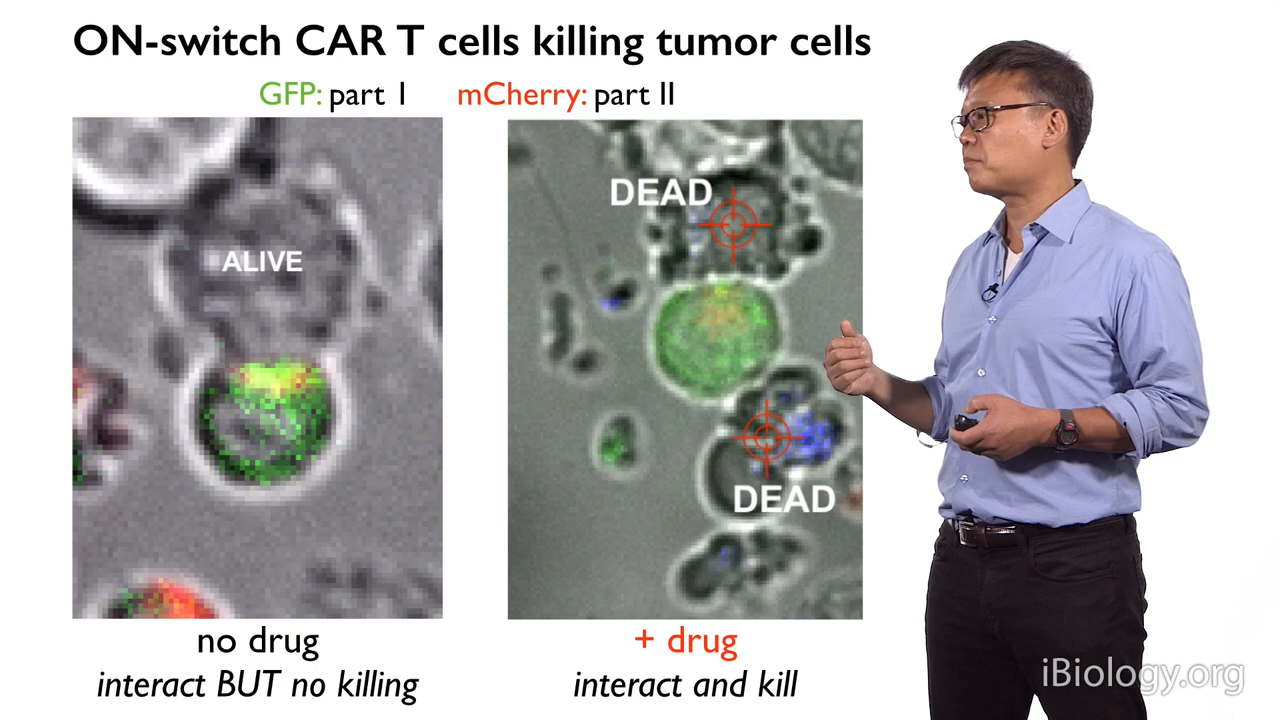 ON-switch CAR T cells killing tumor cells
GFP: part I mCherry: part II
ALIVE
DEAD
DEAD
no drug
interact BUT no killing
+ drug
interact and kill
iBiology.org